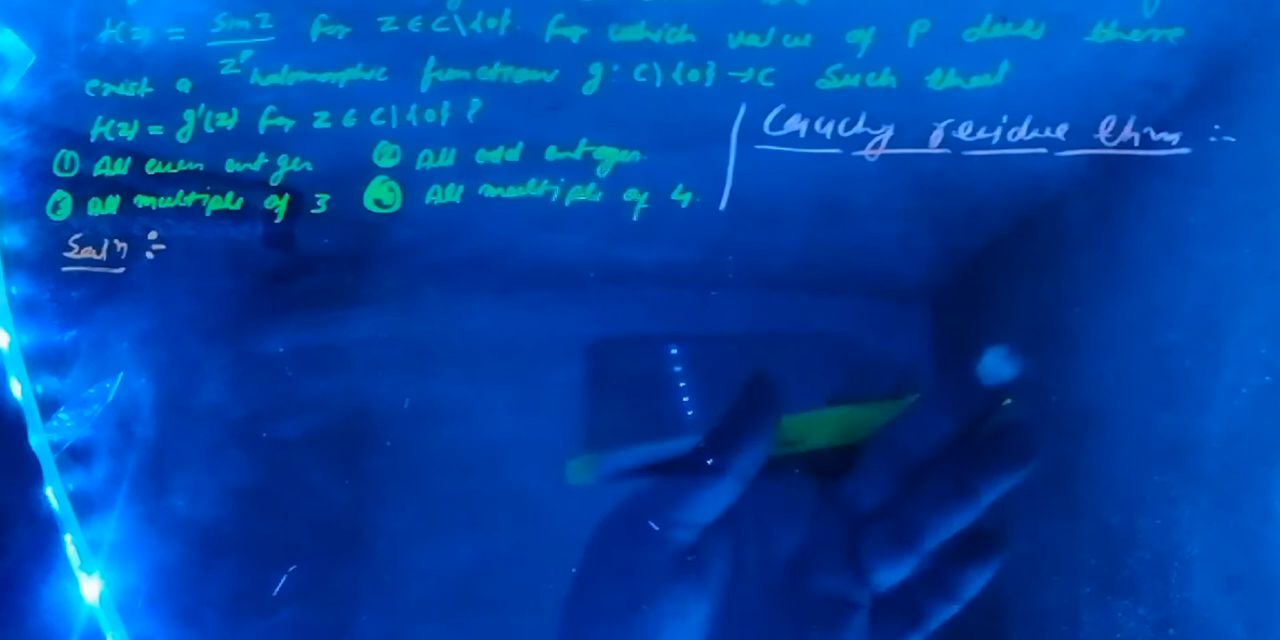 f(z) = sin z / z^p for z ∈ C\{0}. for which value of P does there
exist a holomorphic function g: C\{0} → C such that
f(z) = g'(z) for z ∈ C\{0}?
① All even integer ② All odd integer.
③ All multiple of 3 ④ All multiple of 4.
Cauchy residue thm :-
Sol'n :-